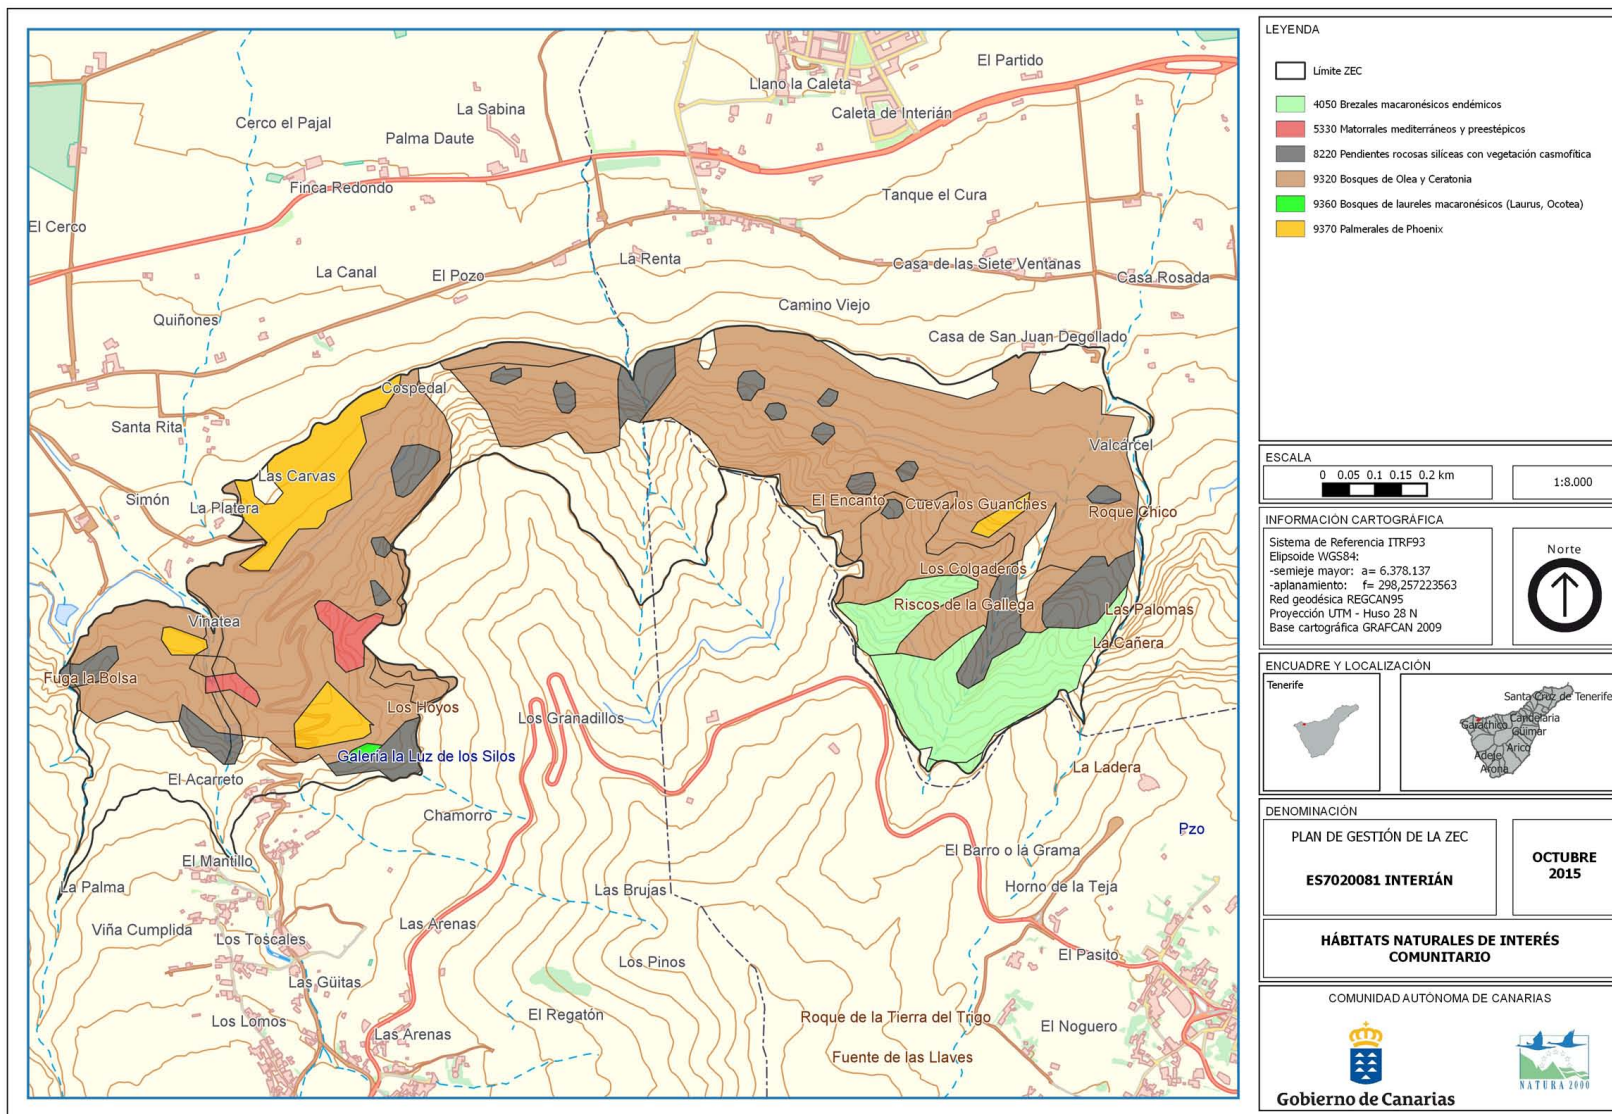 El Partido
Llano la Caleta
La Sabina
Caleta de Interián
Cerco el Pajal
Palma Daute
Finca Redondo
Tanque el Cura
El Cerco
La Renta
La Canal
El Pozo
Casa de las Siete Ventanas
Casa Rosada
Camino Viejo
Quiñones
Casa de San Juan Degollado
Cospedal
Santa Rita
Valcárcel
Las Carvas
Simón
La Platera
El Encanto
Cueva los Guanches
Roque Chico
Los Colgaderos
Riscos de la Gallega
Las Palomas
Vinatea
La Cañera
Fuga la Bolsa
Los Hoyos
Los Granadillos
Galería la Luz de los Silos
La Ladera
El Acarreto
Chamorro
Pzo
El Mantillo
El Barro o la Grama
La Palma
Las Brujas
Horno de la Teja
Viña Cumplida
Las Arenas
Los Toscales
El Pasito
Los Pinos
Las Güitas
Los Lomos
El Regatón
Roque de la Tierra del Trigo
El Noguero
Las Arenas
Fuente de las Llaves
LEYENDA
Límite ZEC
4050 Brezales macaronésicos endémicos
5330 Matorrales mediterráneos y preestépicos
8220 Pendientes rocosas silíceas con vegetación casmofítica
9320 Bosques de Olea y Ceratonia
9360 Bosques de laureles macaronésicos (Laurus, Ocotea)
9370 Palmerales de Phoenix
ESCALA
0 0.05 0.1 0.15 0.2 km
1:8.000
INFORMACIÓN CARTOGRÁFICA
Sistema de Referencia ITRF93
Elipsoide WGS84:
-semieje mayor: a= 6.378.137
-aplanamiento: f= 298,257223563
Red geodésica REGCAN95
Proyección UTM - Huso 28 N
Base cartográfica GRAFCAN 2009
Norte
ENCUADRE Y LOCALIZACIÓN
Tenerife
Santa Cruz de Tenerife
Garachico
Candelaria
Güimar
Arico
Adeje
Arona
DENOMINACIÓN
PLAN DE GESTIÓN DE LA ZEC
ES7020081 INTERIÁN
OCTUBRE
2015
HÁBITATS NATURALES DE INTERÉS
COMUNITARIO
COMUNIDAD AUTÓNOMA DE CANARIAS
Gobierno de Canarias
NATURA 2000